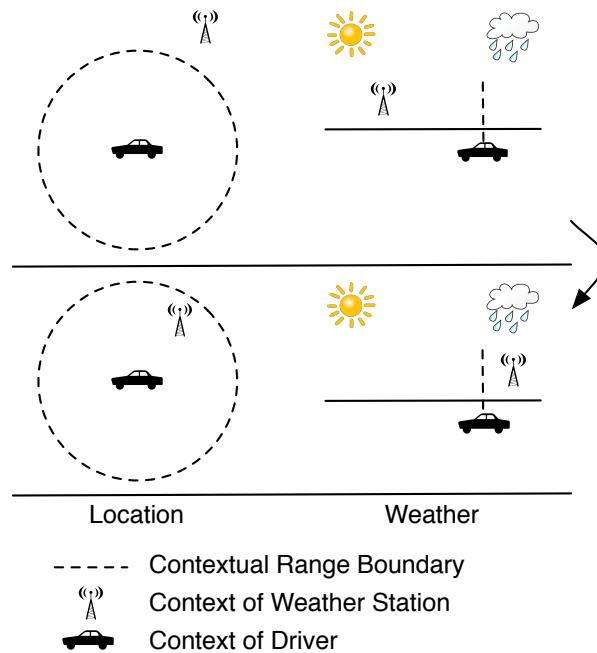 Location Weather
Contextual Range Boundary
Context of Weather Station
Context of Driver